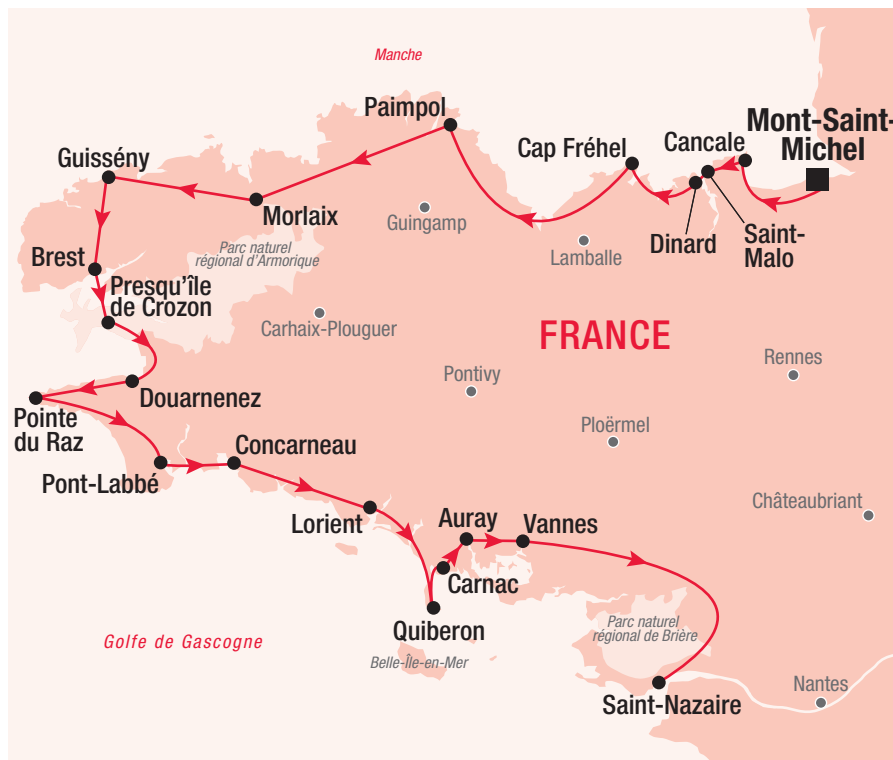 Manche
Paimpol
Mont-Saint-
Michel
Cancale
Cap Fréhel
Guissény
Morlaix
Guingamp
Dinard
Saint-
Malo
Lamballe
Parc naturel
régional d'Armorique
Brest
Presqu'île
de Crozon
Carhaix-Plouguer
FRANCE
Rennes
Pontivy
Douarnenez
Pointe
du Raz
Ploërmel
Concarneau
Pont-Labbé
Châteaubriant
Lorient
Auray
Vannes
Carnac
Quiberon
Parc naturel
régional de Brière
Golfe de Gascogne
Belle-Île-en-Mer
Nantes
Saint-Nazaire